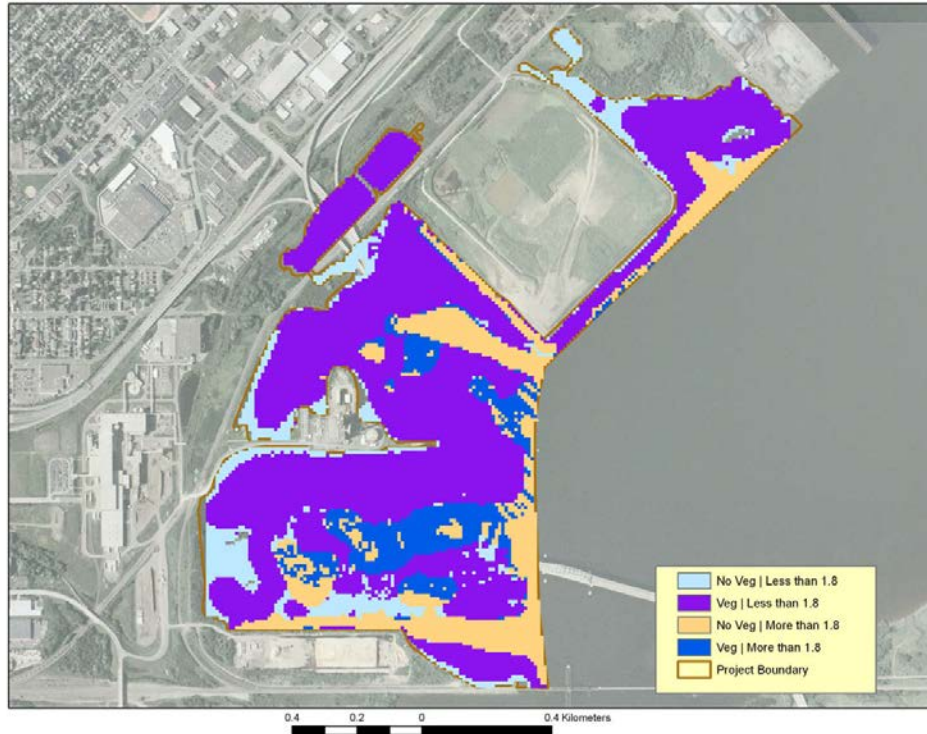 No Veg | Less than 1.8
Veg | Less than 1.8
No Veg | More than 1.8
Veg | More than 1.8
Project Boundary
0.4 0.2 0 0.4 Kilometers